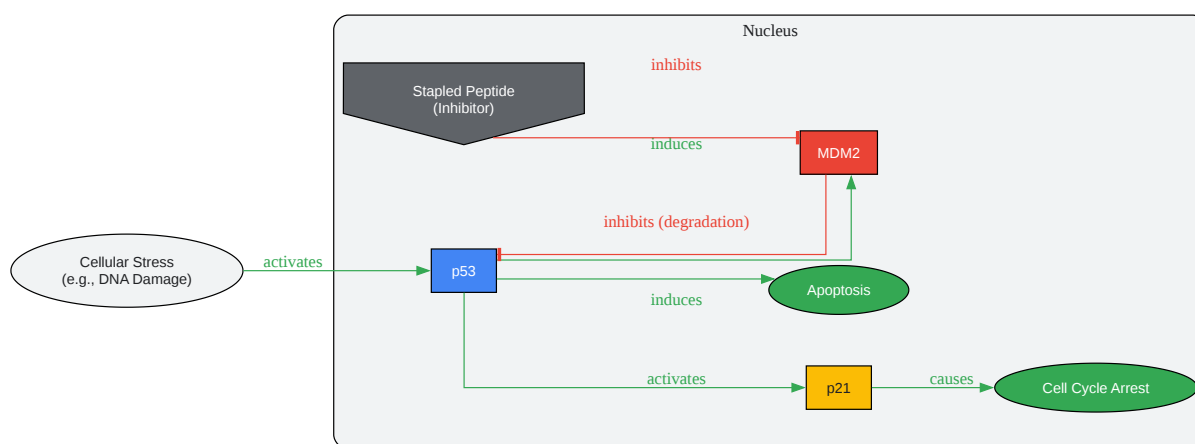 Nucleus
inhibits
Stapled Peptide
(Inhibitor)
induces
MDM2
inhibits (degradation)
Cellular Stress
(e.g., DNA Damage)
activates
p53
Apoptosis
induces
activates
p21
causes
Cell Cycle Arrest